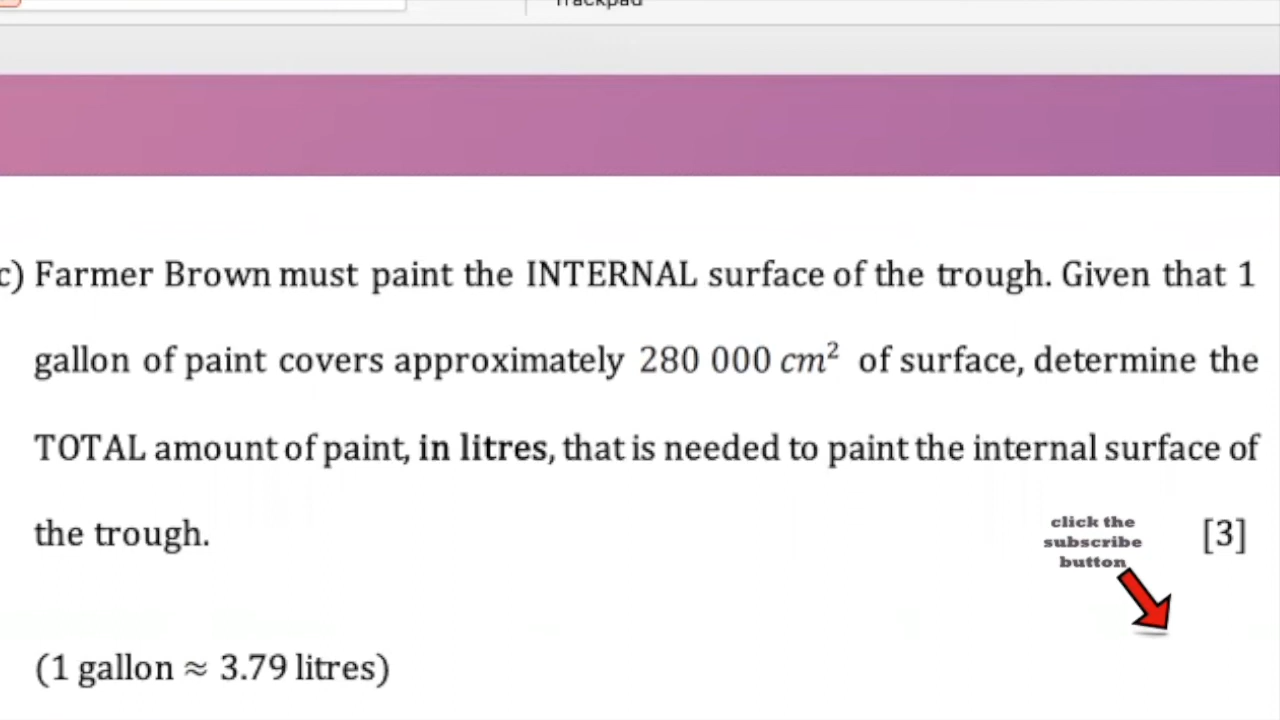 Trackpad
c) Farmer Brown must paint the INTERNAL surface of the trough. Given that 1
gallon of paint covers approximately 280 000 cm² of surface, determine the
TOTAL amount of paint, in litres, that is needed to paint the internal surface of
the trough.
[3]
click the
subscribe
button
(1 gallon ≈ 3.79 litres)